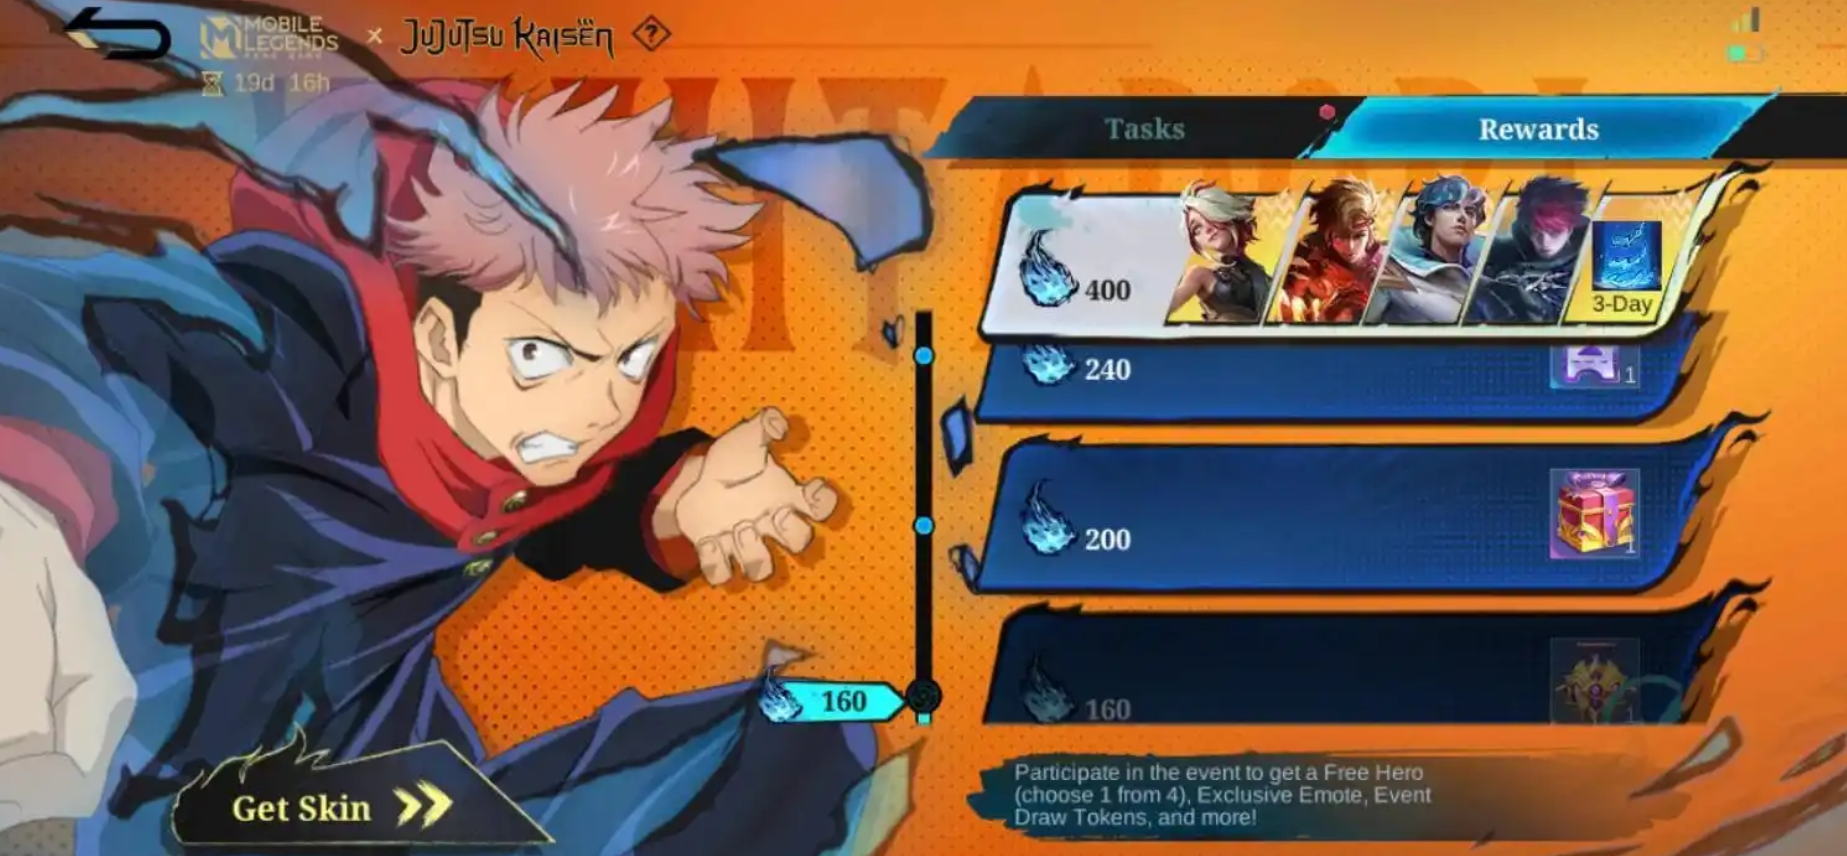 MOBILE LEGENDS × JUJUTSU KAISEN ?
19d 16h
Tasks
Rewards
400
3-Day
240
1
200
1
160
1
160
Get Skin
Participate in the event to get a Free Hero
(choose 1 from 4), Exclusive Emote, Event
Draw Tokens, and more!